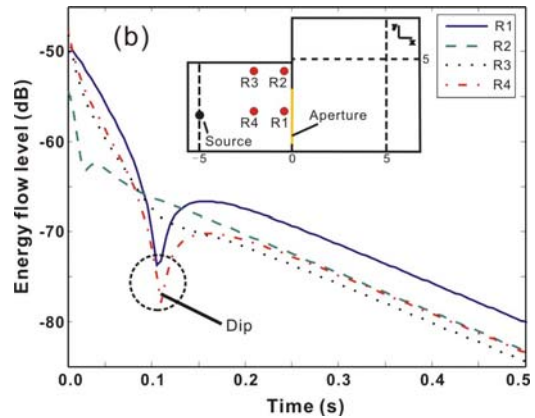 (b)
R1
R2
R3
R4
-50
-60
-70
-80
Energy flow level (dB)
0.0
0.1
0.2
0.3
0.4
0.5
Time (s)
Dip
R3
R2
R4
R1
Source
Aperture
-5
0
5
5
y
x